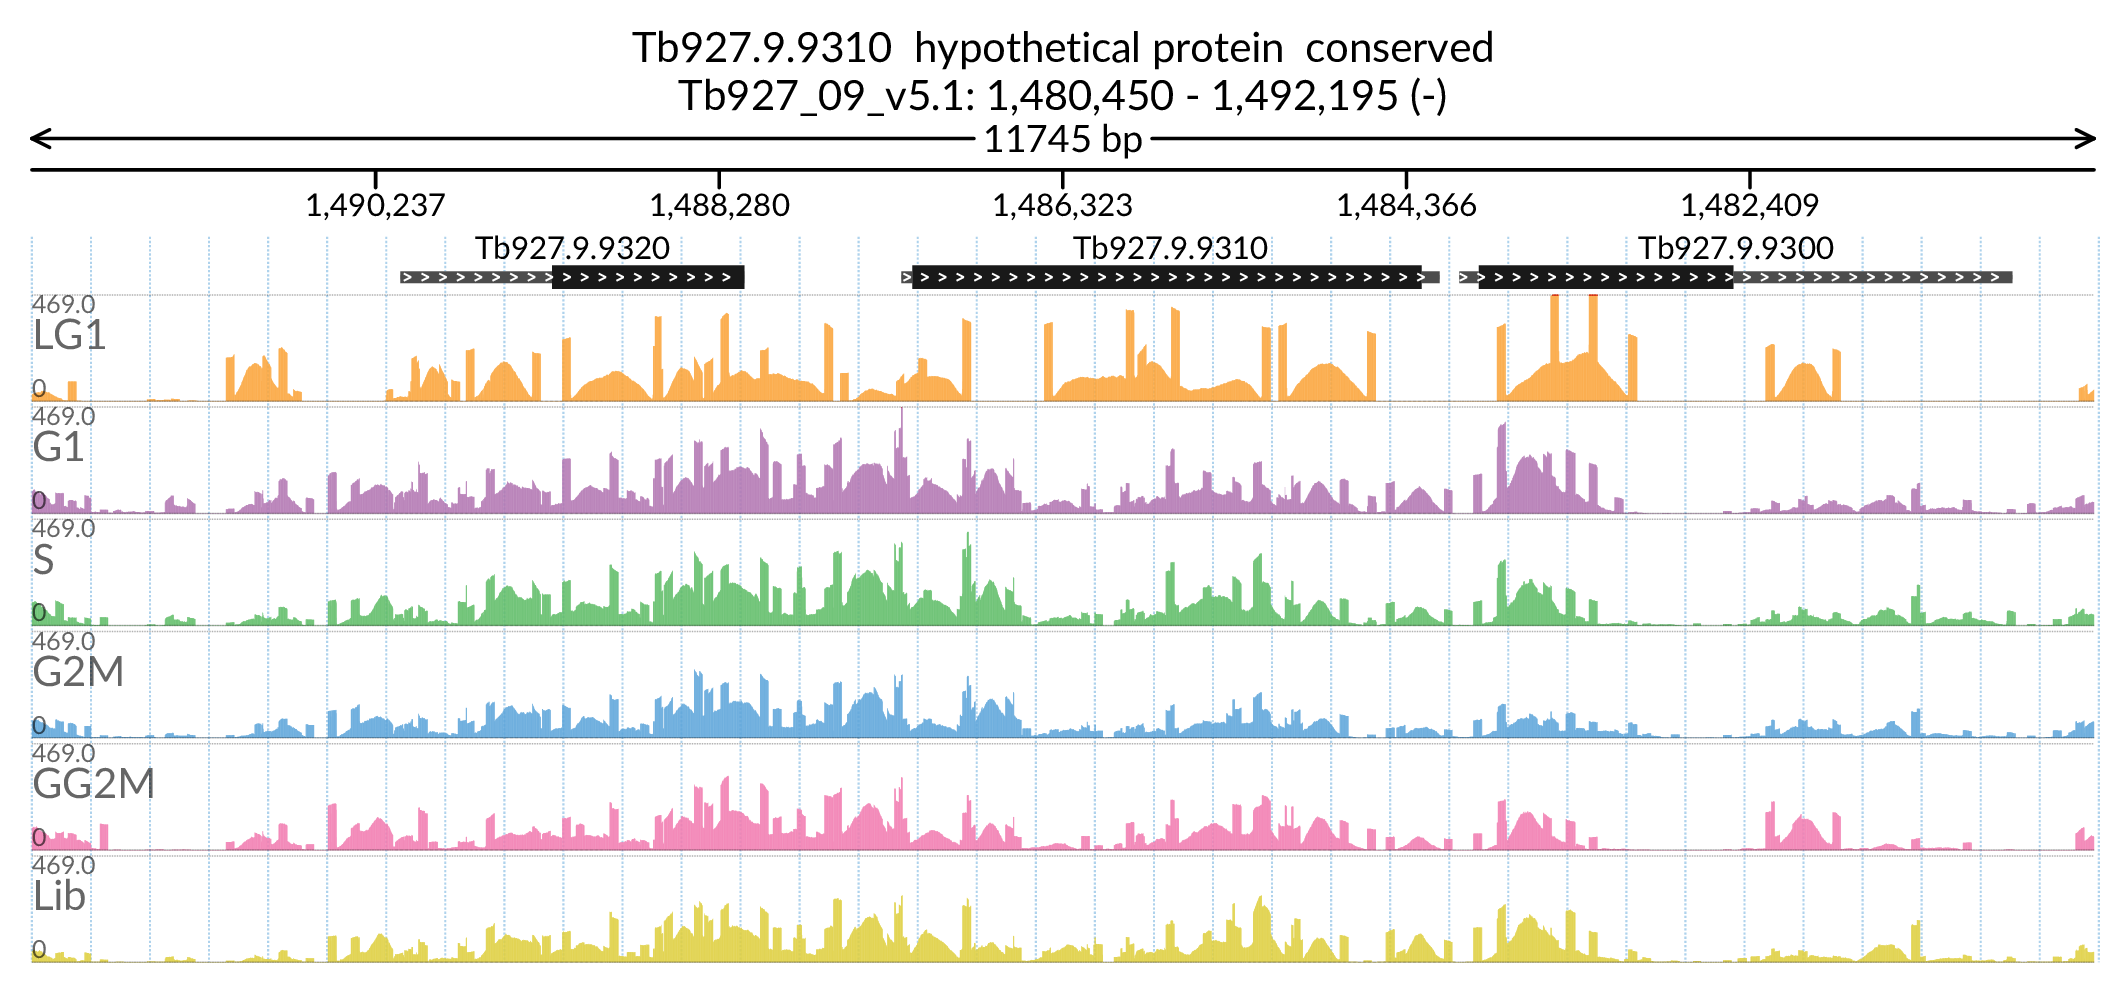 Tb927.9.9310  hypothetical protein  conserved
Tb927_09_v5.1: 1,480,450 - 1,492,195 (-)
11745 bp
1,490,237 1,488,280 1,486,323 1,484,366 1,482,409
Tb927.9.9320 Tb927.9.9310 Tb927.9.9300
469.0
LG1
0
469.0
G1
0
469.0
S
0
469.0
G2M
0
469.0
GG2M
0
469.0
Lib
0